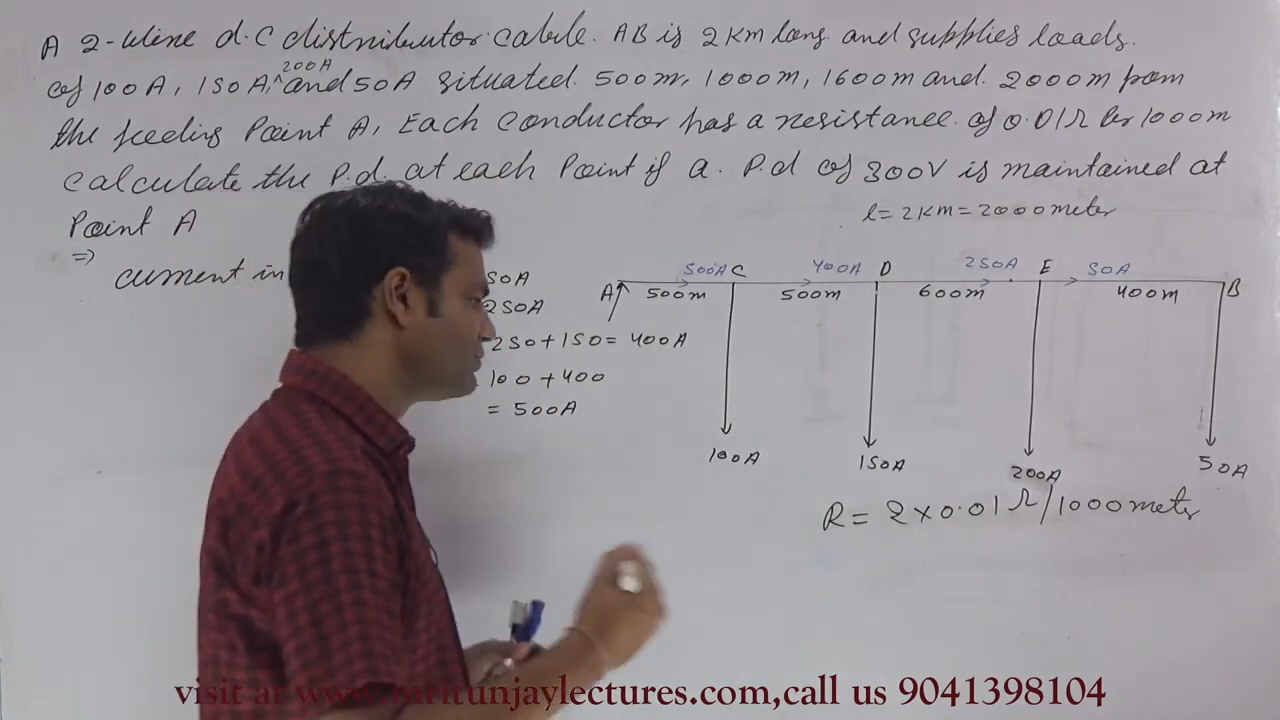 A 2-wire d.c distributor cable. AB is 2 Km long and supplies loads.
of 100A, 150A, 200A and 50A situated 500m, 1000m, 1600m and 2000m from
the feeding Point A, Each conductor has a resistance of 0.01Ω Per 1000m
calculate the P.d. at each Point if a P.d of 300V is maintained at
Point A
l = 2KM = 2000 meter
⇒ current in
50A
250A
250+150 = 400A
100 + 400
= 500A
500A C 400A D 250A E 50A
A 500m 500m 600m 400m B
100A 150A 200A 50A
R = 2×0.01Ω/1000 meter
visit at www.mritunjaylectures.com,call us 9041398104